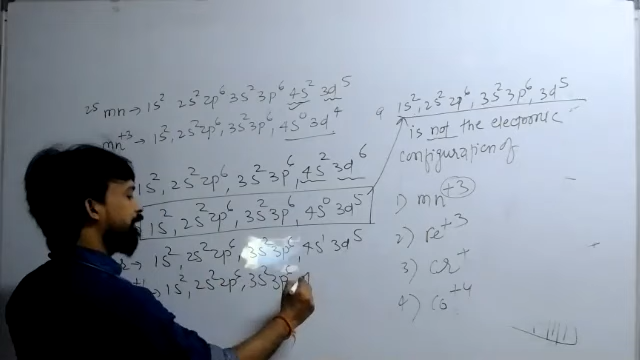 25 mn → 1s² 2s² 2p⁶ 3s² 3p⁶ 4s² 3d⁵
mn⁺³ → 1s², 2s² 2p⁶, 3s² 3p⁶, 4s⁰ 3d⁴
1s², 2s² 2p⁶, 3s² 3p⁶, 4s² 3d⁶
1s², 2s² 2p⁶, 3s² 3p⁶, 4s⁰ 3d⁵
→ 1s², 2s² 2p⁶, 3s² 3p⁶, 4s¹ 3d⁵
→ 1s², 2s² 2p⁶, 3s² 3p⁶
Q 1s², 2s² 2p⁶, 3s² 3p⁶, 3d⁵
is not the electronic
configuration of
1) mn⁺³
2) Fe⁺³
3) Cr⁺
4) Co⁺⁴